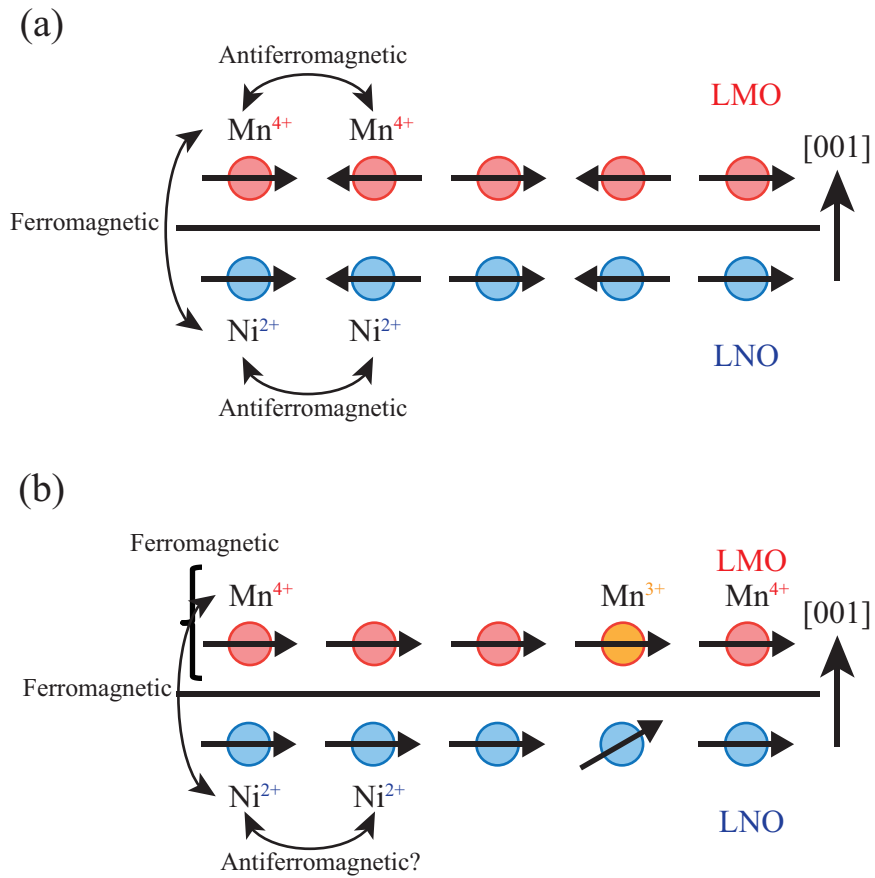 (a)
Antiferromagnetic
LMO
Mn⁴⁺ Mn⁴⁺
[001]
Ferromagnetic
Ni²⁺ Ni²⁺
LNO
Antiferromagnetic
(b)
Ferromagnetic
LMO
Mn⁴⁺ Mn³⁺ Mn⁴⁺
[001]
Ferromagnetic
Ni²⁺ Ni²⁺
LNO
Antiferromagnetic?